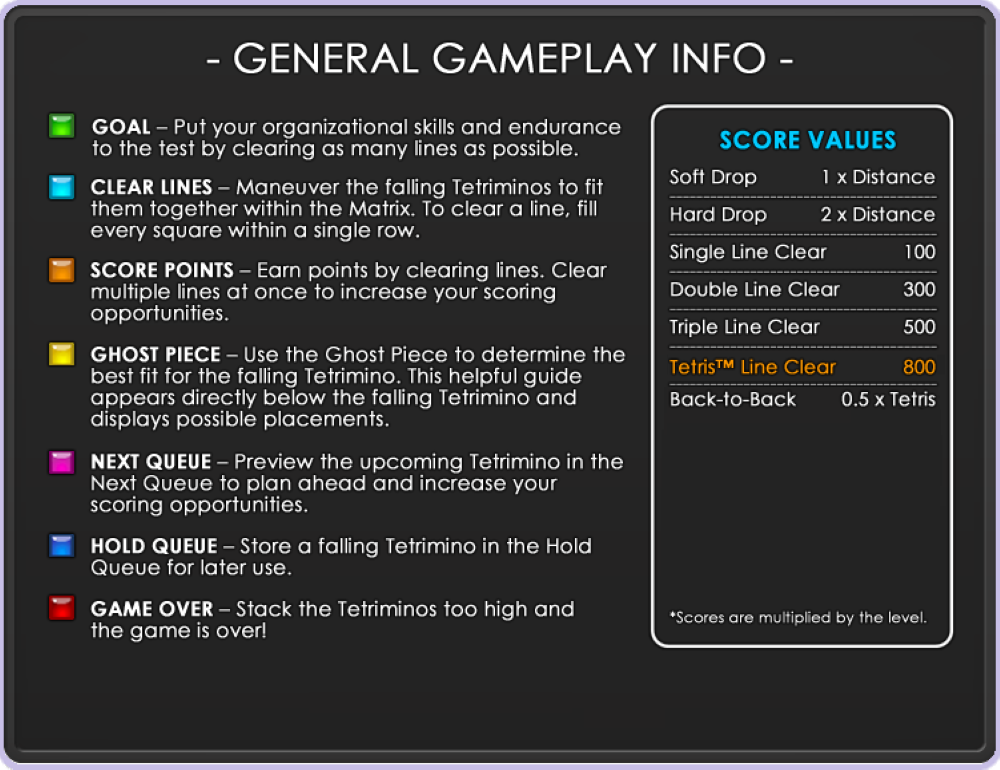 - GENERAL GAMEPLAY INFO -
GOAL – Put your organizational skills and endurance
to the test by clearing as many lines as possible.
CLEAR LINES – Maneuver the falling Tetriminos to fit
them together within the Matrix. To clear a line, fill
every square within a single row.
SCORE POINTS – Earn points by clearing lines. Clear
multiple lines at once to increase your scoring
opportunities.
GHOST PIECE – Use the Ghost Piece to determine the
best fit for the falling Tetrimino. This helpful guide
appears directly below the falling Tetrimino and
displays possible placements.
NEXT QUEUE – Preview the upcoming Tetrimino in the
Next Queue to plan ahead and increase your
scoring opportunities.
HOLD QUEUE – Store a falling Tetrimino in the Hold
Queue for later use.
GAME OVER – Stack the Tetriminos too high and
the game is over!
SCORE VALUES
Soft Drop 1 x Distance
Hard Drop 2 x Distance
Single Line Clear 100
Double Line Clear 300
Triple Line Clear 500
Tetris™ Line Clear 800
Back-to-Back 0.5 x Tetris
*Scores are multiplied by the level.